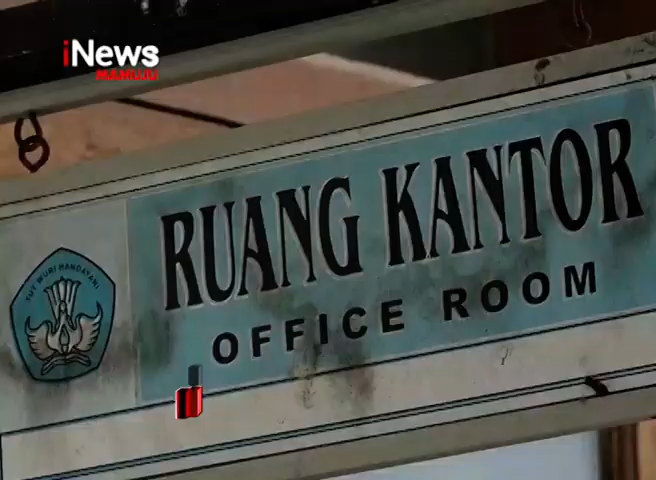 iNews
MAMUJU
RUANG KANTOR
OFFICE ROOM
TUT WURI HANDAYANI